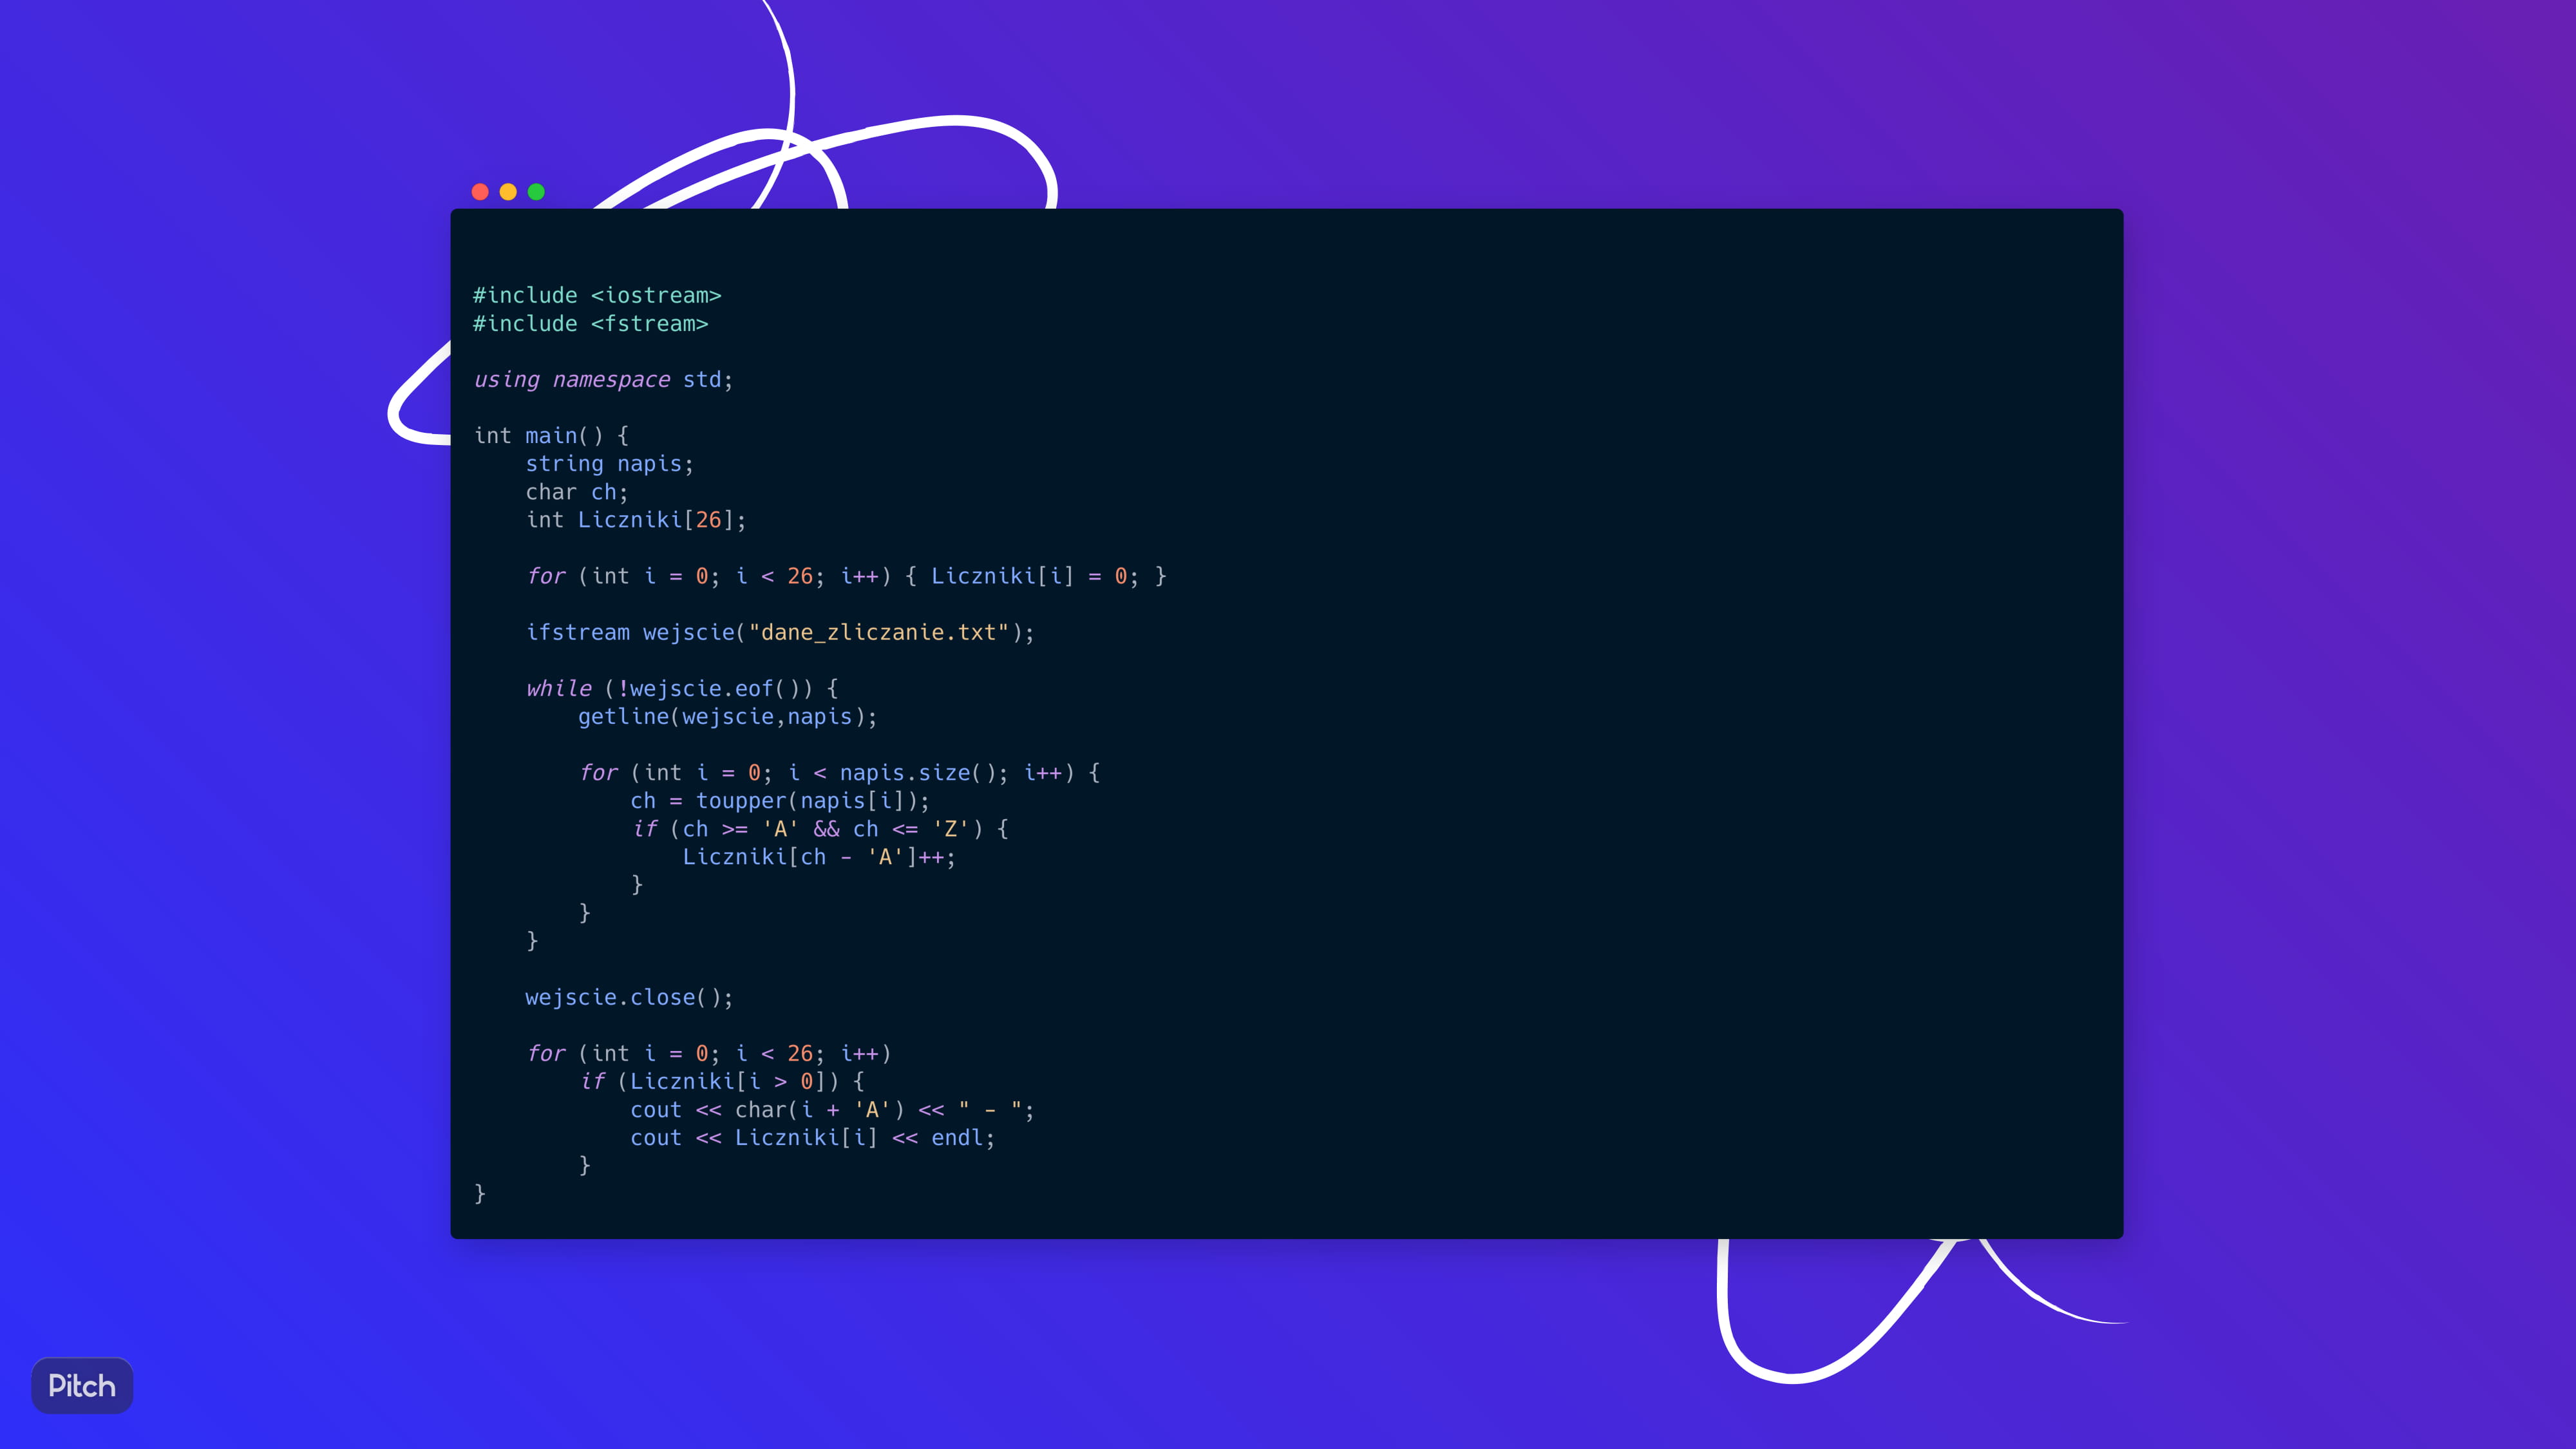 #include <iostream>
#include <fstream>
using namespace std;
int main() {
    string napis;
    char ch;
    int Liczniki[26];
    for (int i = 0; i < 26; i++) { Liczniki[i] = 0; }
    ifstream wejscie("dane_zliczanie.txt");
    while (!wejscie.eof()) {
        getline(wejscie,napis);
        for (int i = 0; i < napis.size(); i++) {
            ch = toupper(napis[i]);
            if (ch >= 'A' && ch <= 'Z') {
                Liczniki[ch - 'A']++;
            }
        }
    }
    wejscie.close();
    for (int i = 0; i < 26; i++)
        if (Liczniki[i > 0]) {
            cout << char(i + 'A') << " - ";
            cout << Liczniki[i] << endl;
        }
}
Pitch